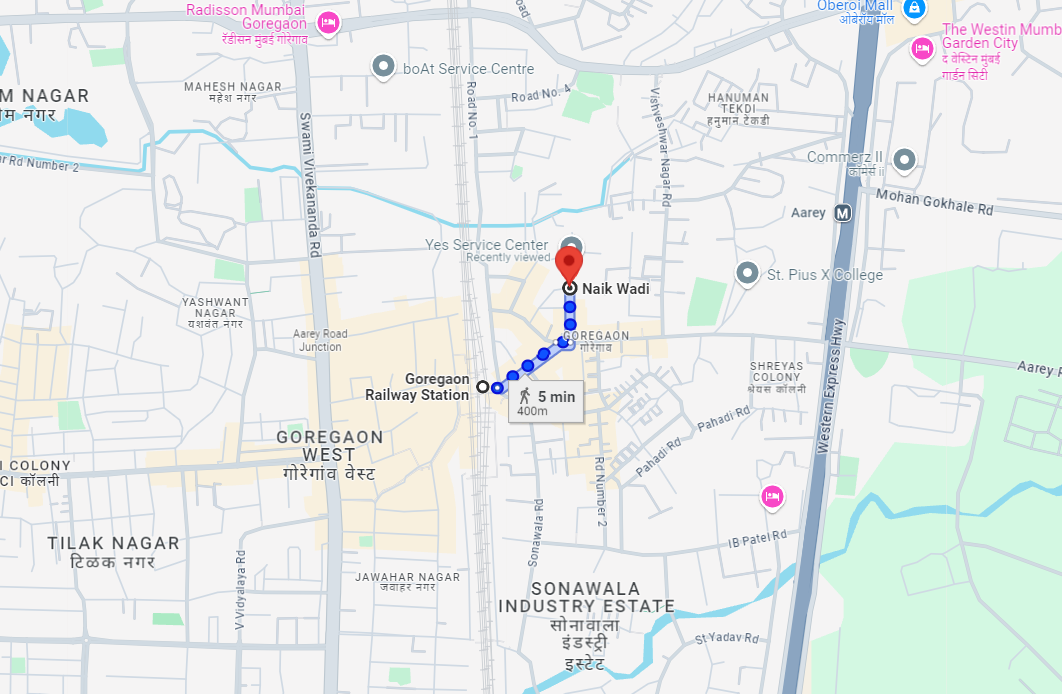 Radisson Mumbai
Goregaon
रॅडीसन मुंबई गोरेगाव
Oberoi Mall
ओबेरॉय मॉल
The Westin Mumb
Garden City
द वेस्टिन मुंबई
गार्डन सिटी
boAt Service Centre
MAHESH NAGAR
महेश नगर
M NAGAR
Road No. 4
Road No. 1
Vishveshwar Nagar Rd
HANUMAN
TEKDI
हनुमान टेकडी
Swami Vivekananda Rd
Rd Number 2
Commerz II
कॉमर्स ii
Mohan Gokhale Rd
Aarey
M
Yes Service Center
Recently viewed
St. Pius X College
Naik Wadi
YASHWANT
NAGAR
यशवंत नगर
Aarey Road
Junction
GOREGAON
गोरेगाव
Western Express Hwy
SHREYAS
COLONY
श्रेयस कॉलनी
Aarey
Goregaon
Railway Station
5 min
400m
Pahadi Rd
Pahadi Rd
GOREGAON
WEST
गोरेगांव वेस्ट
COLONY
CI कॉलनी
Rd Number 2
Sonawala Rd
TILAK NAGAR
टिळक नगर
V Vidyalaya Rd
IB Patel Rd
JAWAHAR NAGAR
जवाहर नगर
SONAWALA
INDUSTRY ESTATE
सोनावाला
इंडस्ट्री
इस्टेट
St Yadav Rd